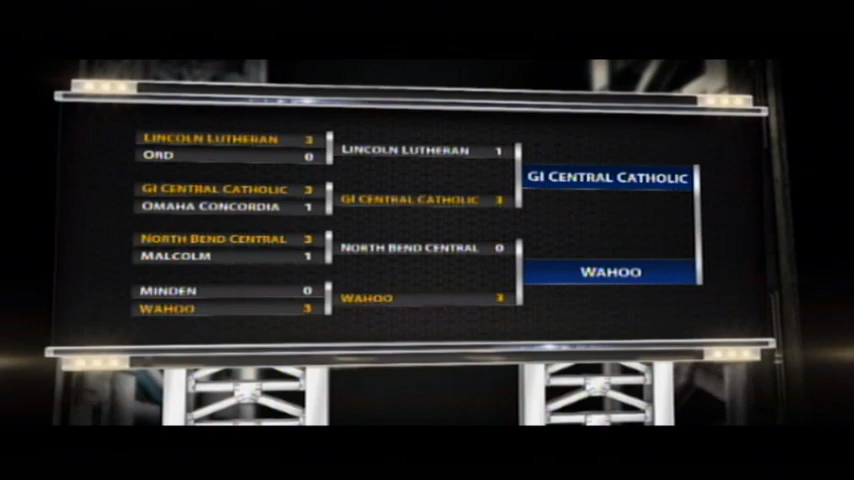 LINCOLN LUTHERAN 3
ORD 0
GI CENTRAL CATHOLIC 3
OMAHA CONCORDIA 1
NORTH BEND CENTRAL 3
MALCOLM 1
MINDEN 0
WAHOO 3
LINCOLN LUTHERAN 1
GI CENTRAL CATHOLIC 3
NORTH BEND CENTRAL 0
WAHOO 3
GI CENTRAL CATHOLIC
WAHOO